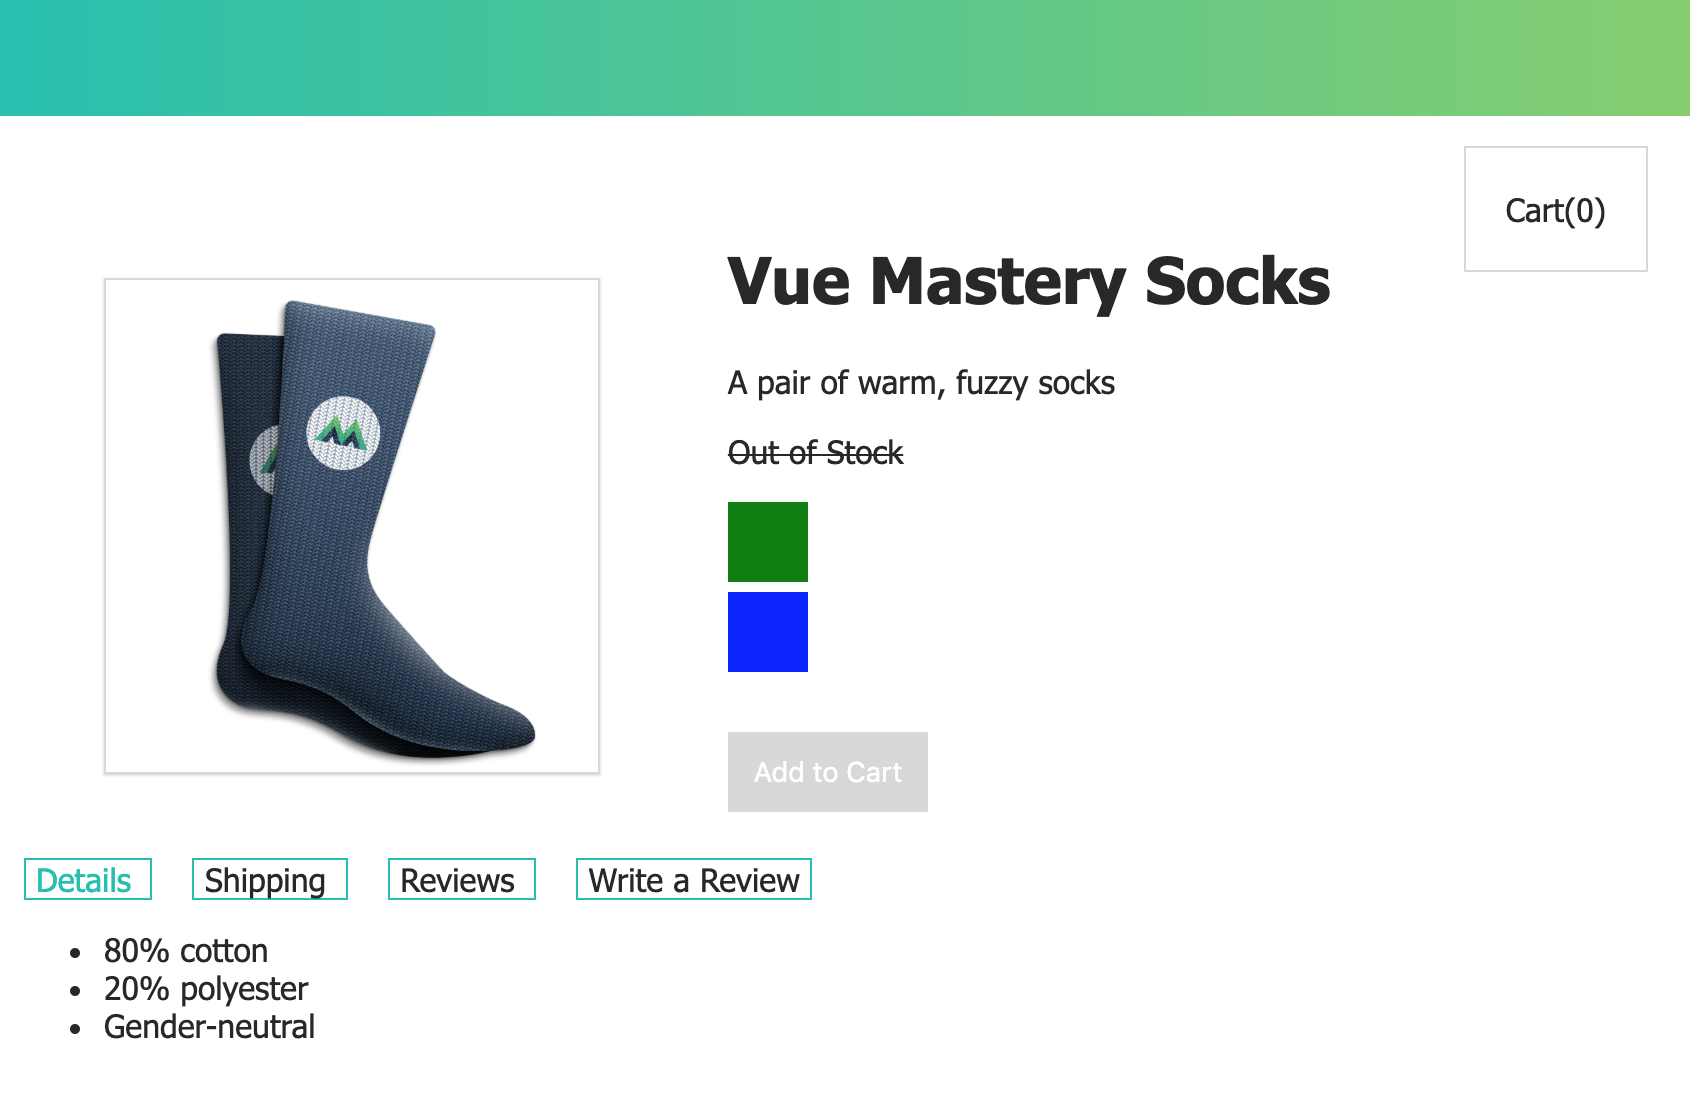 Cart(0)
Vue Mastery Socks
A pair of warm, fuzzy socks
Out of Stock
Add to Cart
Details Shipping Reviews Write a Review
80% cotton
20% polyester
Gender-neutral